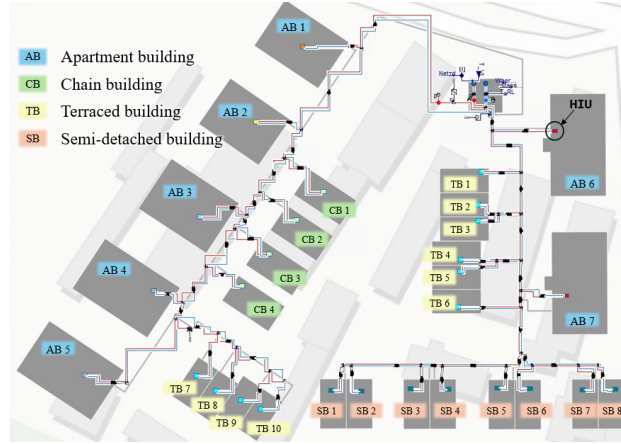 AB Apartment building
CB Chain building
TB Terraced building
SB Semi-detached building
AB 1
AB 2
AB 3
AB 4
AB 5
CB 1
CB 2
CB 3
CB 4
TB 7
TB 8
TB 9
TB 10
HIU
AB 6
TB 1
TB 2
TB 3
TB 4
TB 5
TB 6
AB 7
SB 1
SB 2
SB 3
SB 4
SB 5
SB 6
SB 7
SB 8